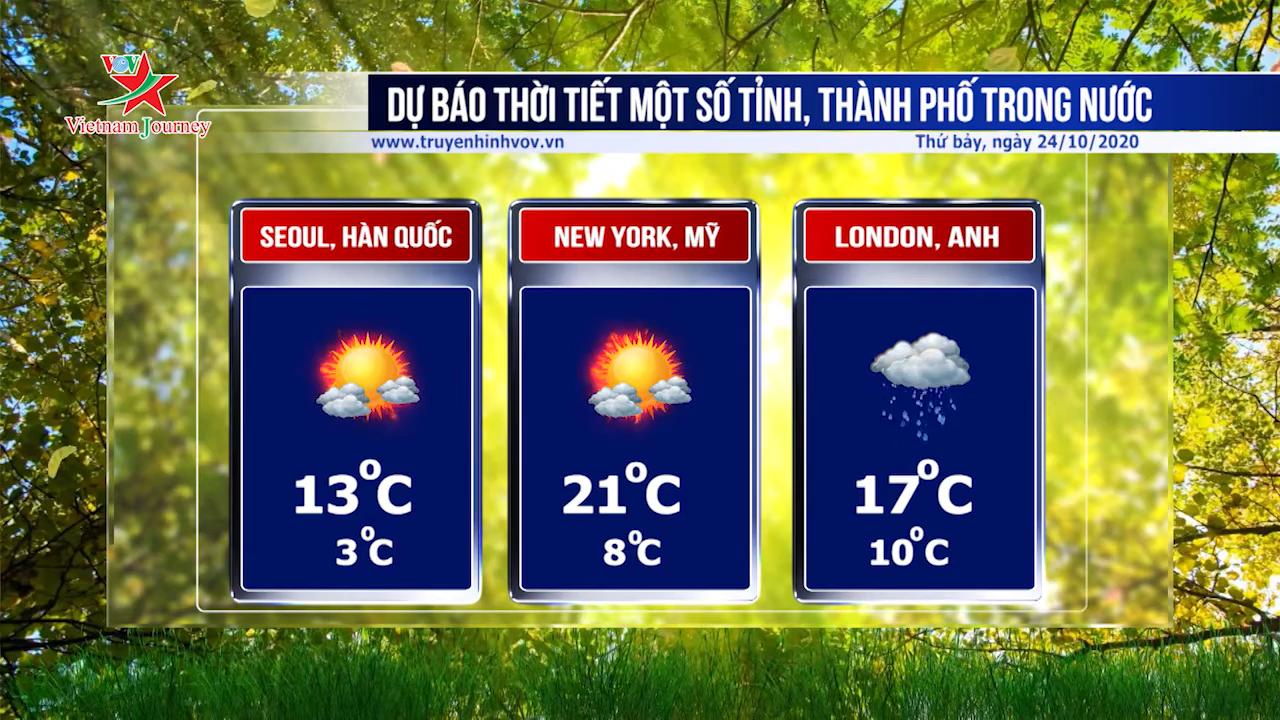 VOV
Vietnam Journey
DỰ BÁO THỜI TIẾT MỘT SỐ TỈNH, THÀNH PHỐ TRONG NƯỚC
www.truyenhinhvov.vn
Thứ bảy, ngày 24/10/2020
SEOUL, HÀN QUỐC
13°C
3°C
NEW YORK, MỸ
21°C
8°C
LONDON, ANH
17°C
10°C